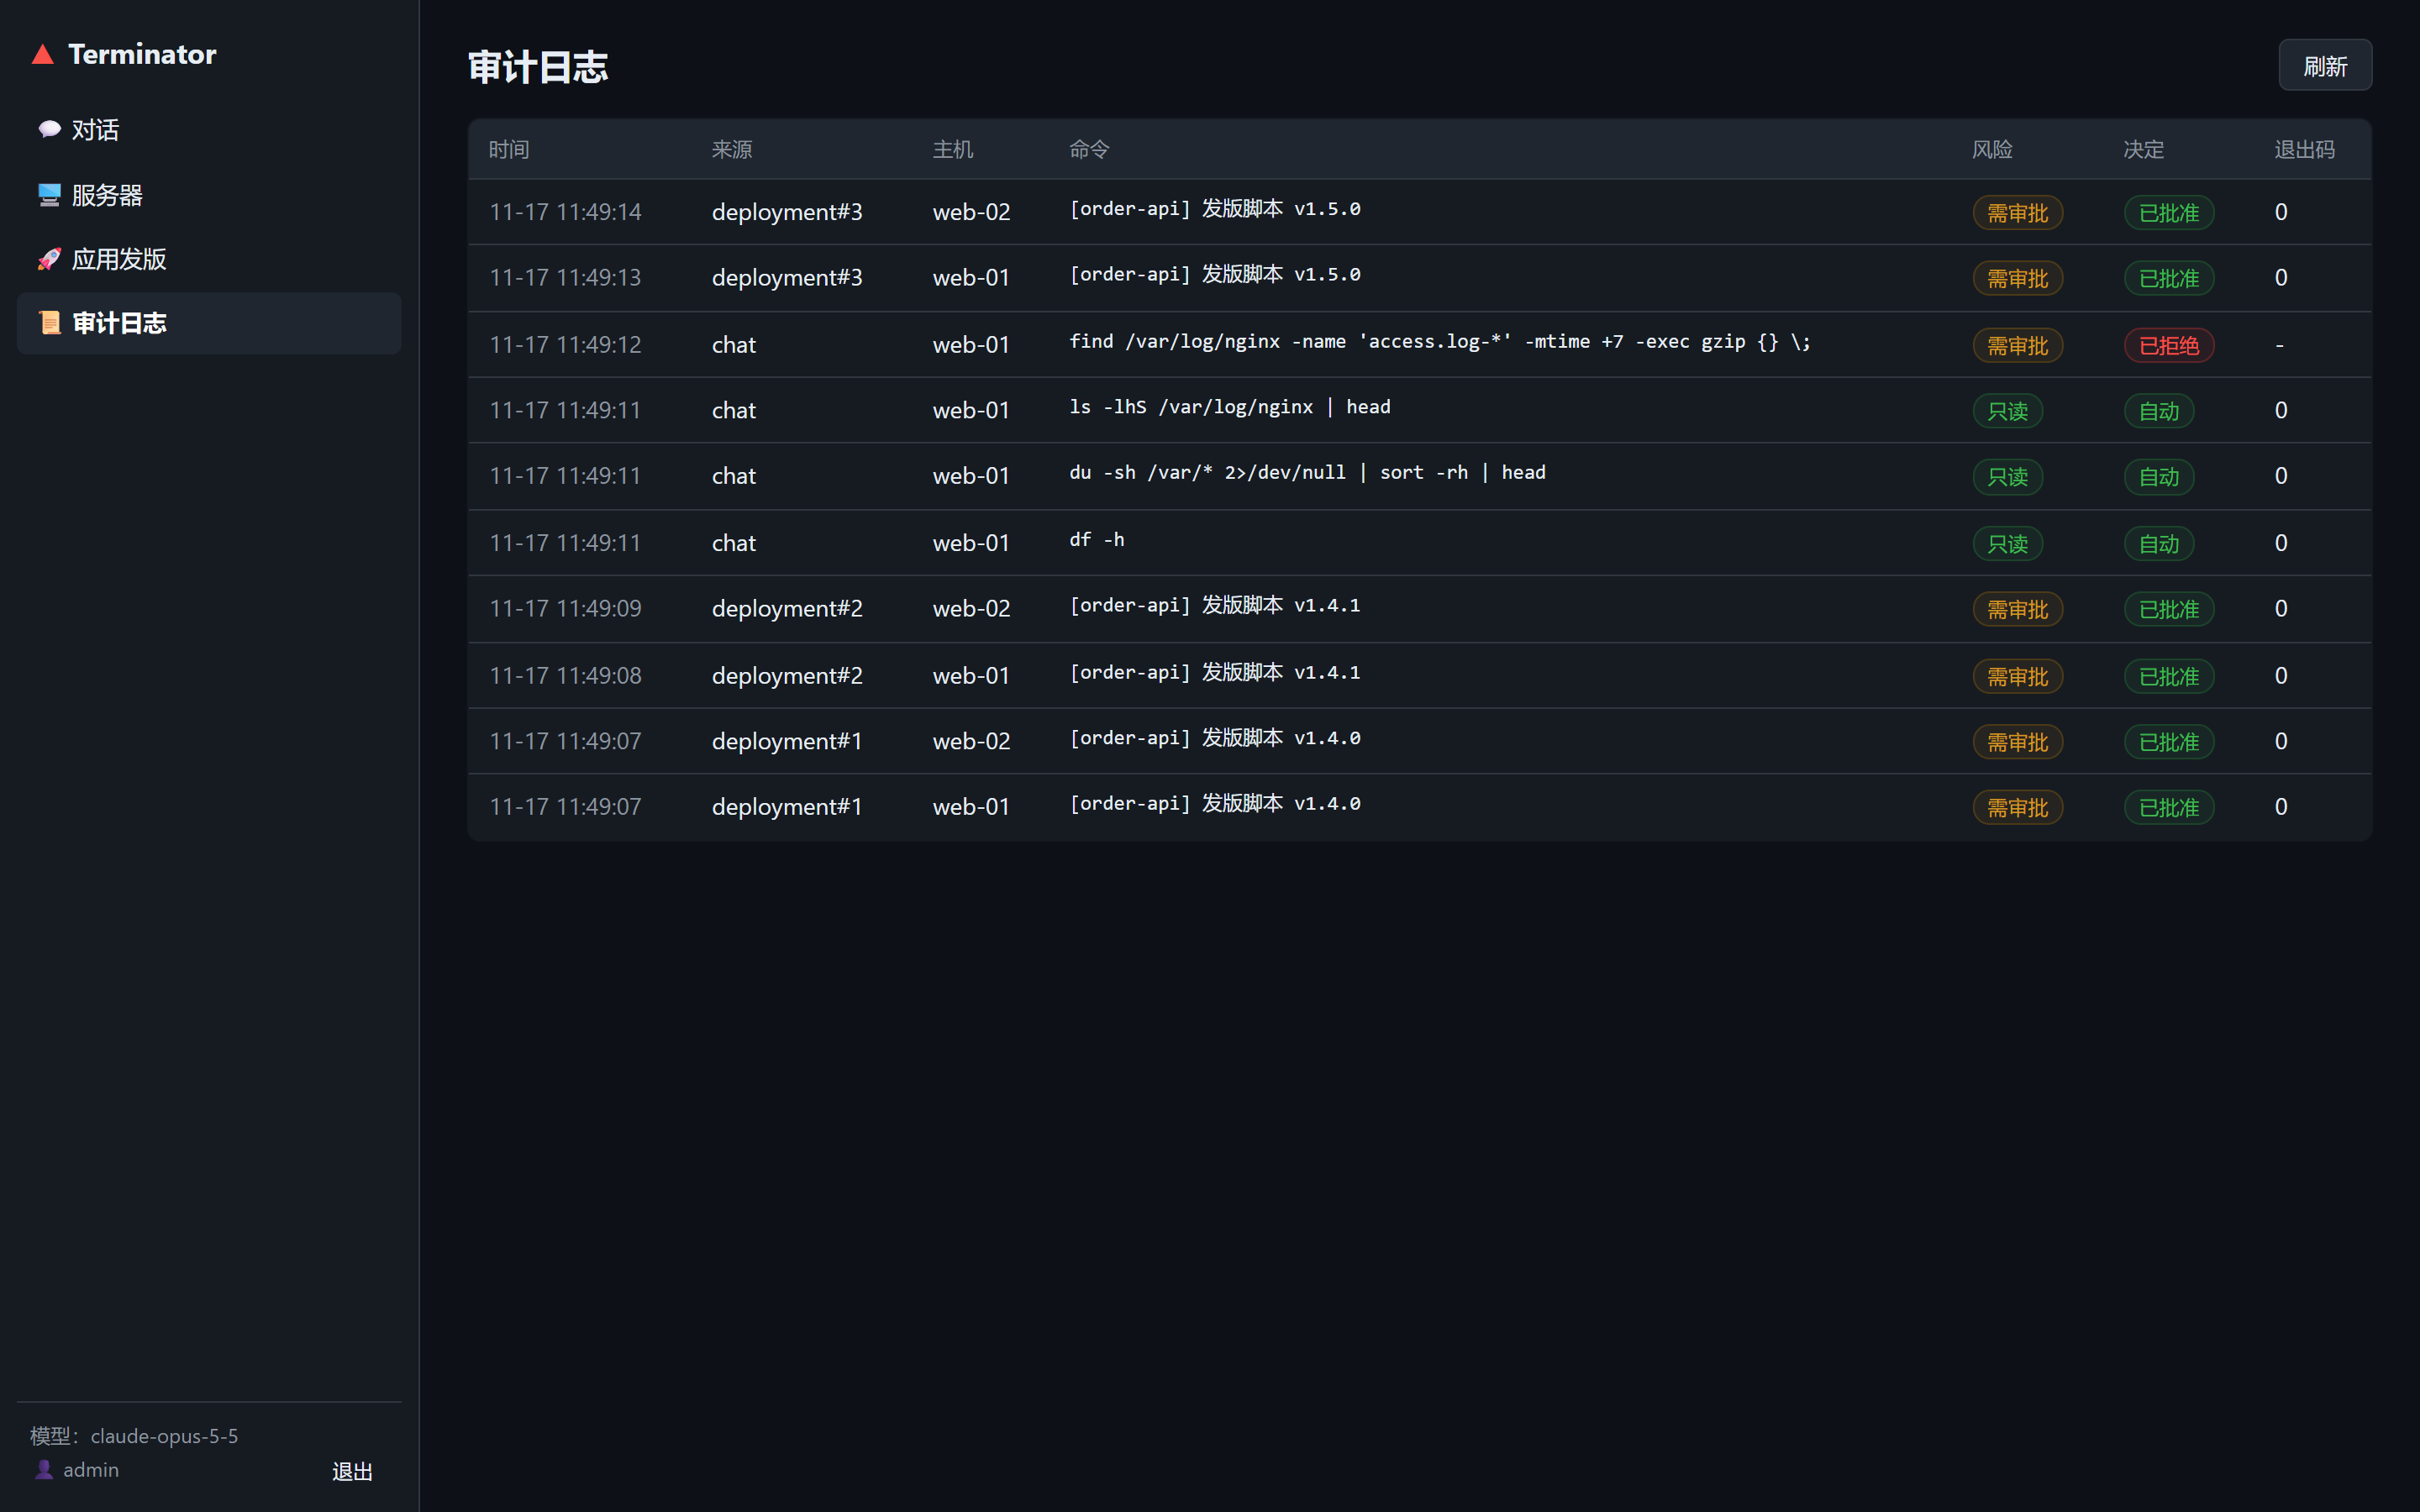 Terminator
对话
服务器
应用发版
审计日志
模型：claude-opus-5-5
admin
退出
审计日志
刷新
时间 来源 主机 命令 风险 决定 退出码
11-17 11:49:14 deployment#3 web-02 [order-api] 发版脚本 v1.5.0 需审批 已批准 0
11-17 11:49:13 deployment#3 web-01 [order-api] 发版脚本 v1.5.0 需审批 已批准 0
11-17 11:49:12 chat web-01 find /var/log/nginx -name 'access.log-*' -mtime +7 -exec gzip {} \; 需审批 已拒绝 -
11-17 11:49:11 chat web-01 ls -lhS /var/log/nginx | head 只读 自动 0
11-17 11:49:11 chat web-01 du -sh /var/* 2>/dev/null | sort -rh | head 只读 自动 0
11-17 11:49:11 chat web-01 df -h 只读 自动 0
11-17 11:49:09 deployment#2 web-02 [order-api] 发版脚本 v1.4.1 需审批 已批准 0
11-17 11:49:08 deployment#2 web-01 [order-api] 发版脚本 v1.4.1 需审批 已批准 0
11-17 11:49:07 deployment#1 web-02 [order-api] 发版脚本 v1.4.0 需审批 已批准 0
11-17 11:49:07 deployment#1 web-01 [order-api] 发版脚本 v1.4.0 需审批 已批准 0